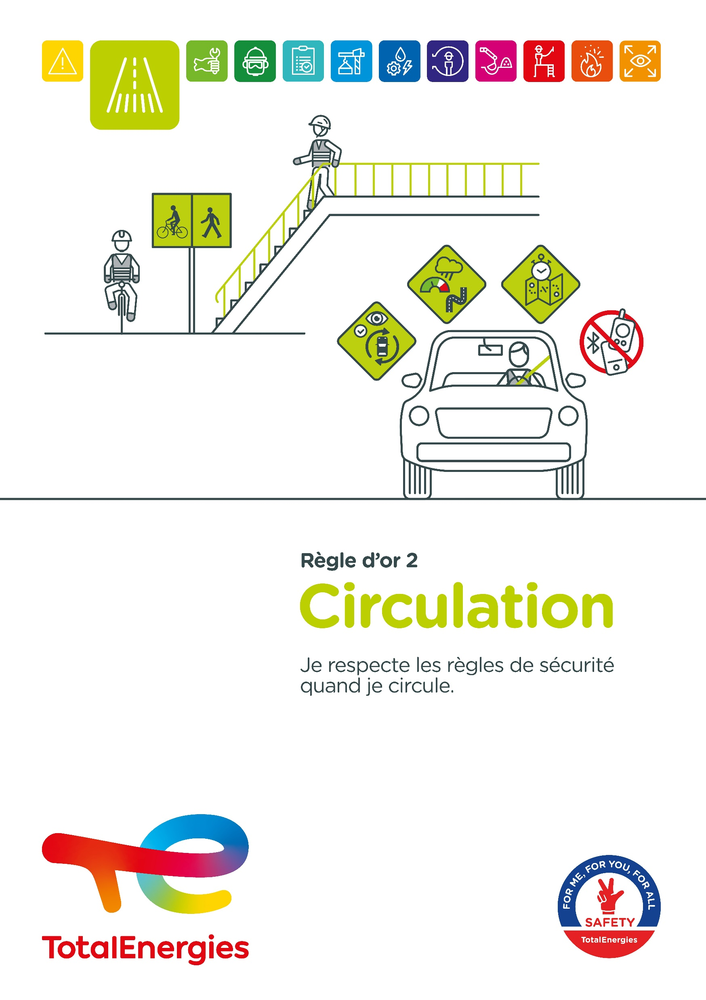 Règle d’or 2
Circulation
Je respecte les règles de sécurité
quand je circule.
TotalEnergies
FOR ME, FOR YOU, FOR ALL
SAFETY
TotalEnergies